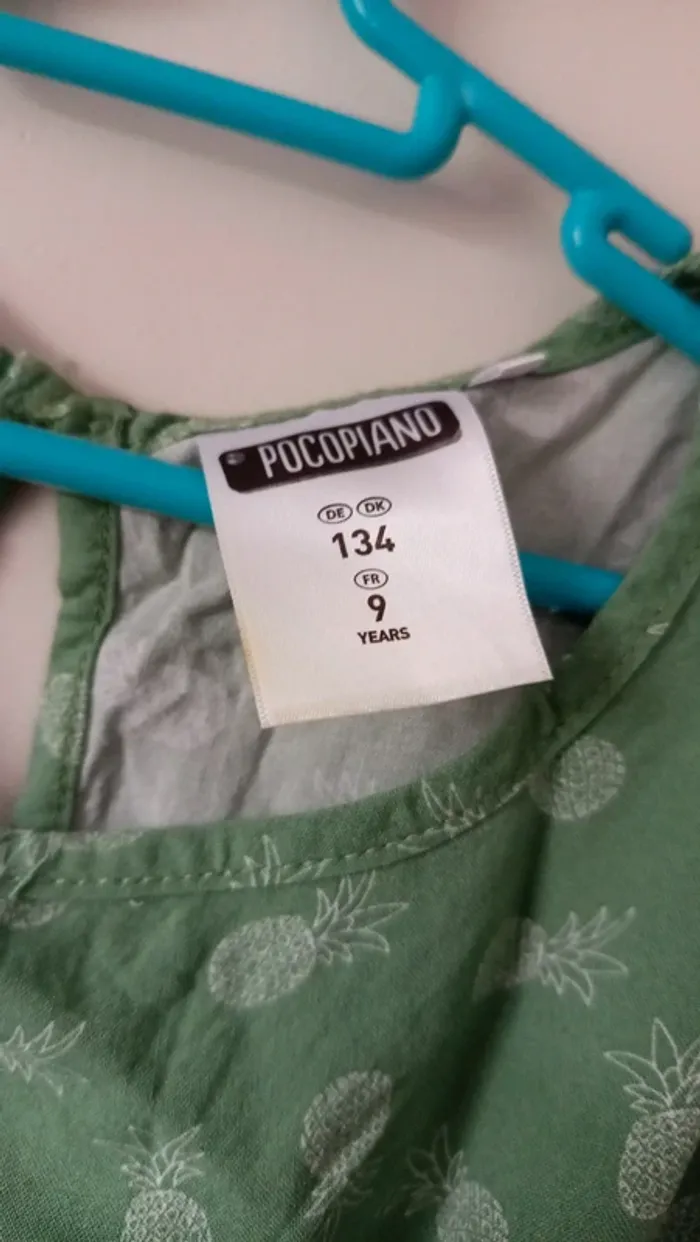 POCOPIANO
DE DK
134
FR
9
YEARS